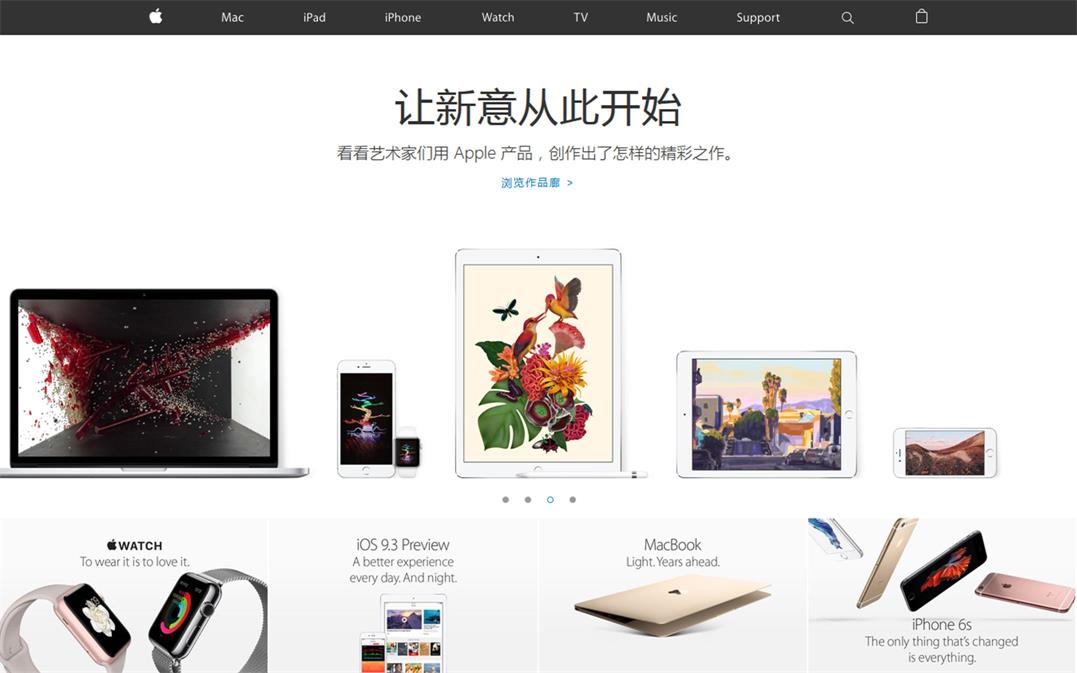 Mac iPad iPhone Watch TV Music Support
让新意从此开始
看看艺术家们用 Apple 产品，创作出了怎样的精彩之作。
浏览作品廊 >
WATCH
To wear it is to love it.
iOS 9.3 Preview
A better experience
every day. And night.
MacBook
Light. Years ahead.
iPhone 6s
The only thing that’s changed
is everything.